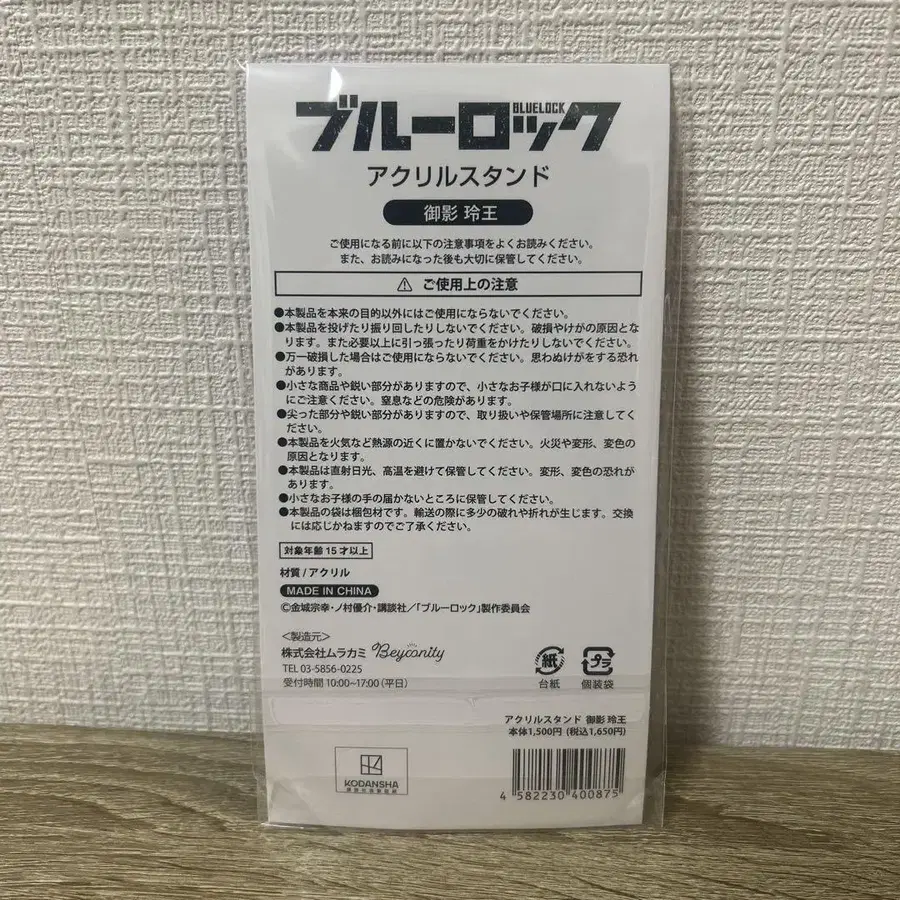 ブルーロック
BLUELOCK
アクリルスタンド
御影 玲王
ご使用になる前に以下の注意事項をよくお読みください。
また、お読みになった後も大切に保管してください。
⚠ ご使用上の注意
●本製品を本来の目的以外にはご使用にならないでください。
●本製品を投げたり振り回したりしないでください。破損やけがの原因とな
ります。また必要以上に引っ張ったり荷重をかけたりしないでください。
●万一破損した場合はご使用にならないでください。思わぬけがをする恐れ
があります。
●小さな商品や鋭い部分がありますので、小さなお子様が口に入れないよう
にご注意ください。窒息などの危険があります。
●尖った部分や鋭い部分がありますので、取り扱いや保管場所に注意してく
ださい。
●本製品を火気など熱源の近くに置かないでください。火災や変形、変色の
原因となります。
●本製品は直射日光、高温を避けて保管してください。変形、変色の恐れが
あります。
●小さなお子様の手の届かないところに保管してください。
●本製品の袋は梱包材です。輸送の際に多少の破れや折れが生じます。交換
には応じかねますのでご了承ください。
対象年齢15才以上
材質/アクリル
MADE IN CHINA
©金城宗幸・ノ村優介・講談社/「ブルーロック」製作委員会
<製造元>
株式会社ムラカミ Beyconity
TEL 03-5856-0225
受付時間 10:00~17:00(平日)
紙
台紙
プラ
個装袋
アクリルスタンド 御影 玲王
本体1,500円 (税込1,650円)
KODANSHA
4 582230 400875